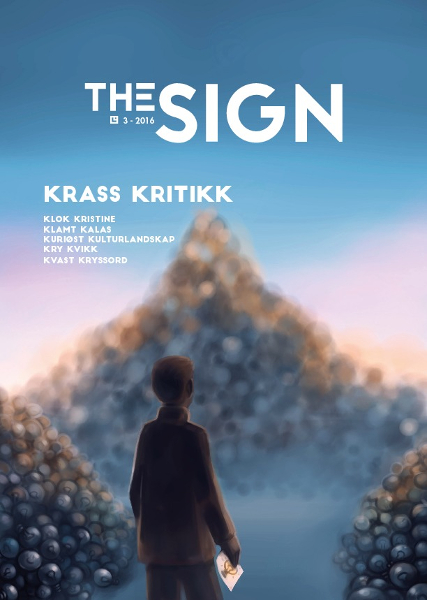 THE SIGN
3 - 2016
KRASS KRITIKK
KLOK KRISTINE
KLAMT KALAS
KURIØST KULTURLANDSKAP
KRY KVIKK
KVAST KRYSSORD